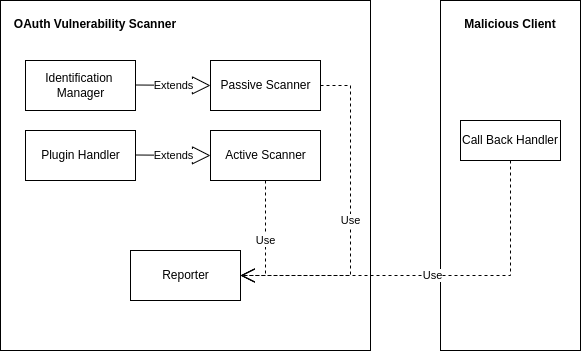 OAuth Vulnerability Scanner
Malicious Client
Identification
Manager
Extends
Passive Scanner
Plugin Handler
Extends
Active Scanner
Call Back Handler
Use
Use
Reporter
Use